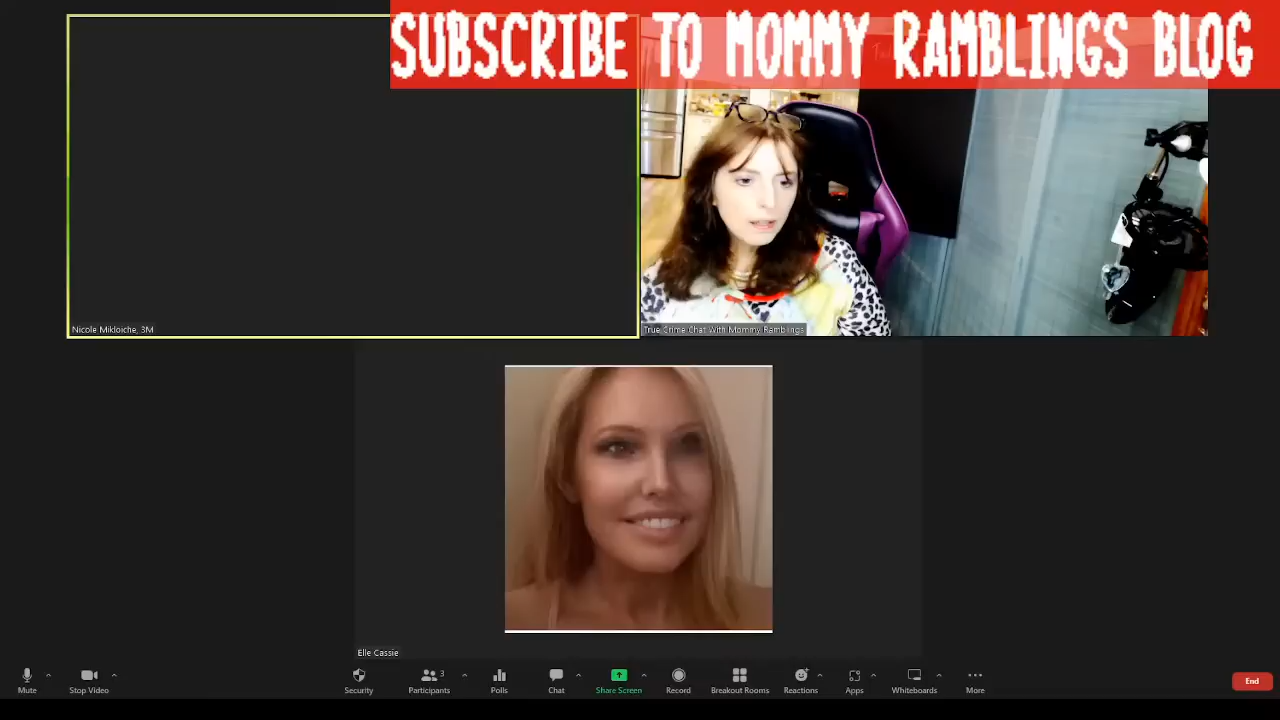 SUBSCRIBE TO MOMMY RAMBLINGS BLOG
Nicole Mikloiche, 3M
True Crime Chat With Mommy Ramblings
Elle Cassie
Mute
Stop Video
Security
Participants
3
Polls
Chat
Share Screen
Record
Breakout Rooms
Reactions
Apps
Whiteboards
More
End